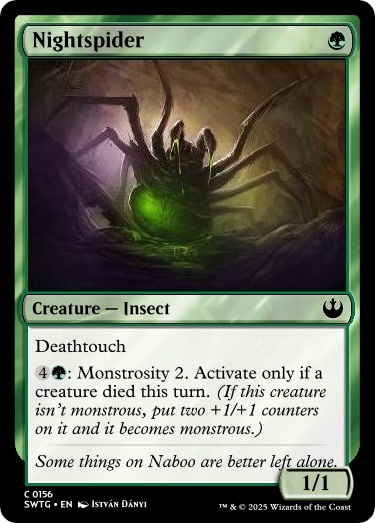 Nightspider
Creature — Insect
Deathtouch
4: Monstrosity 2. Activate only if a
creature died this turn. (If this creature
isn't monstrous, put two +1/+1 counters
on it and it becomes monstrous.)
Some things on Naboo are better left alone.
1/1
C 0156
SWTG • EN István Dányi
™ & © 2025 Wizards of the Coast